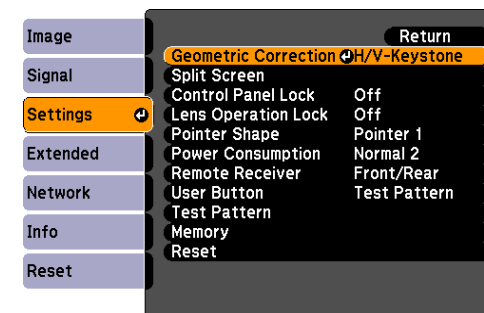 Image
Signal
Settings
Extended
Network
Info
Reset
Return
Geometric Correction H/V-Keystone
Split Screen
Control Panel Lock Off
Lens Operation Lock Off
Pointer Shape Pointer 1
Power Consumption Normal 2
Remote Receiver Front/Rear
User Button Test Pattern
Test Pattern
Memory
Reset